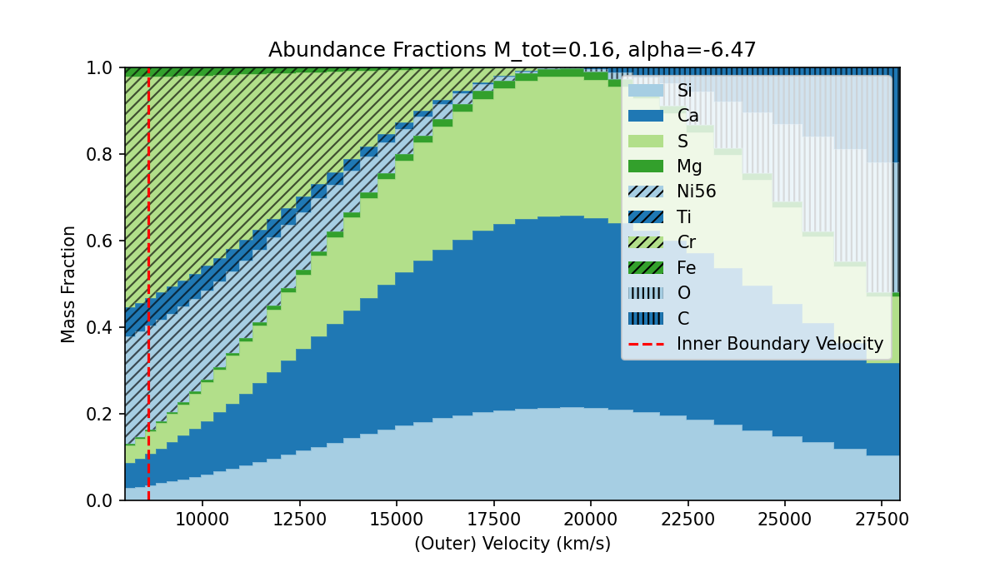 Abundance Fractions M_tot=0.16, alpha=-6.47
Mass Fraction
1.0
0.8
0.6
0.4
0.2
0.0
Si
Ca
S
Mg
Ni56
Ti
Cr
Fe
O
C
Inner Boundary Velocity
10000 12500 15000 17500 20000 22500 25000 27500
(Outer) Velocity (km/s)